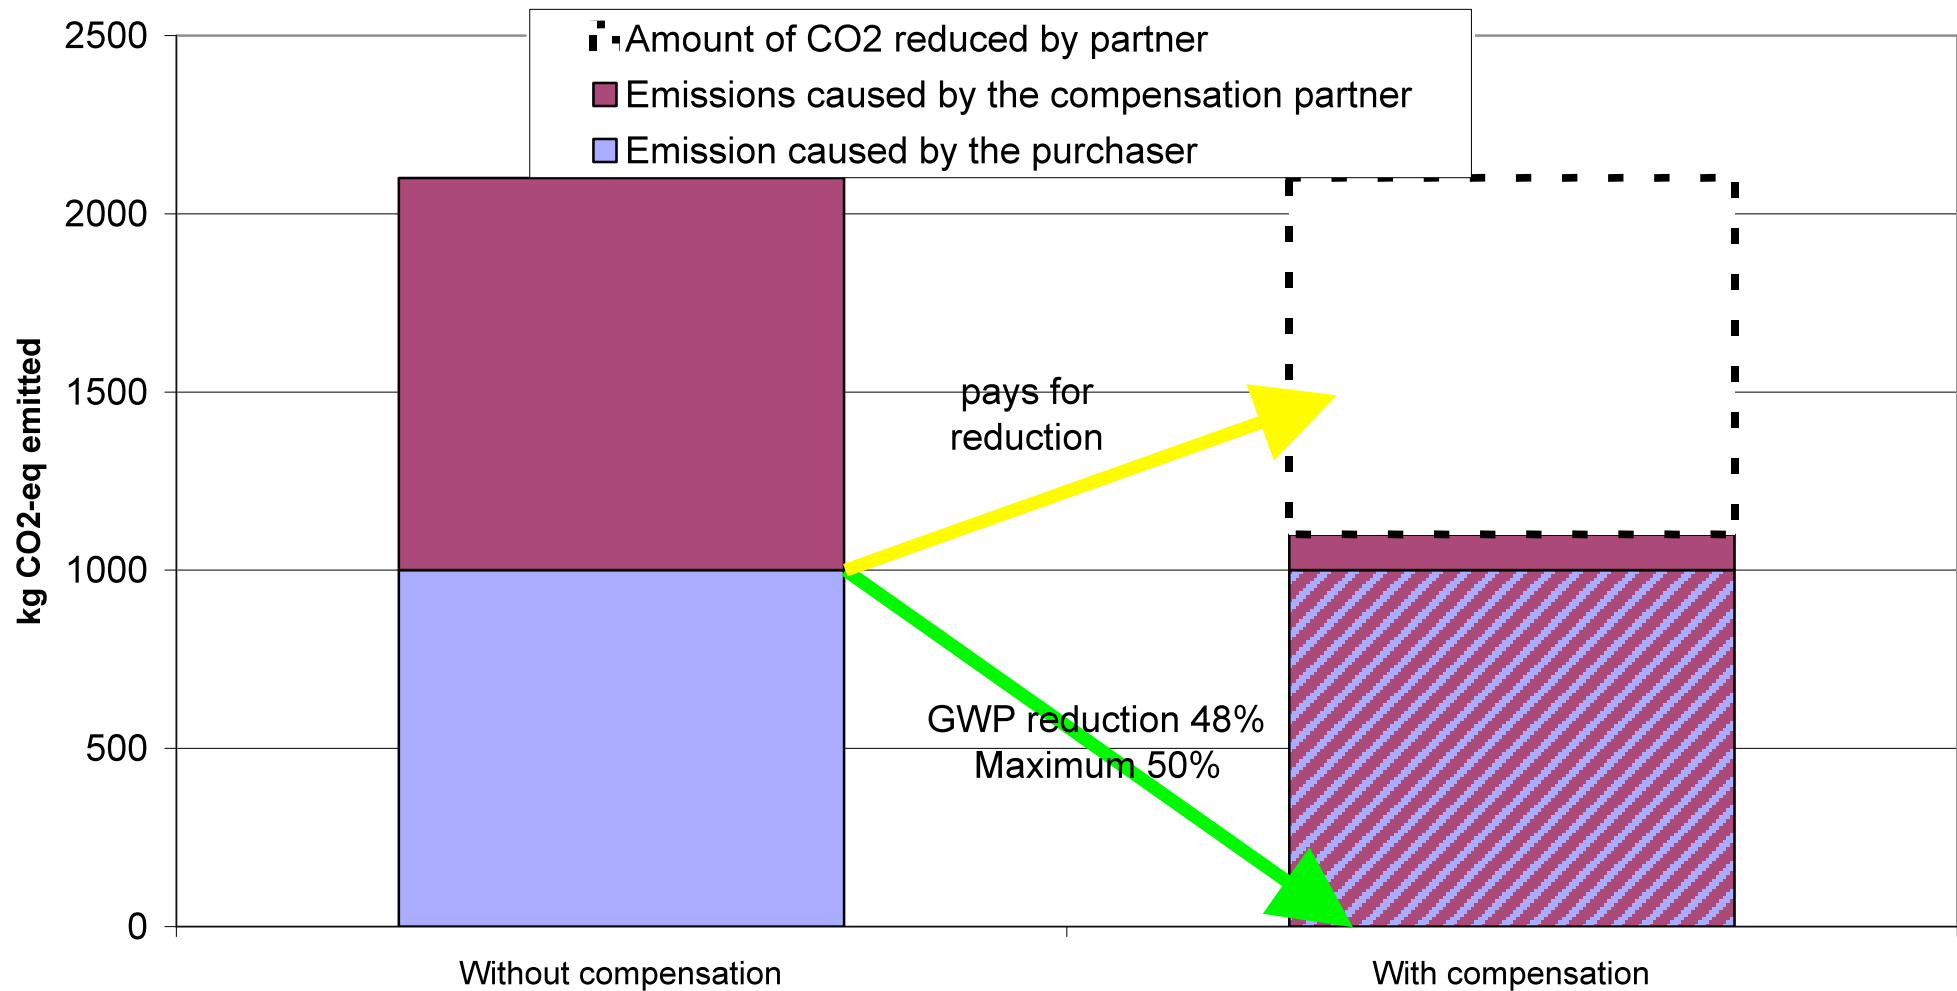 Amount of CO2 reduced by partner
Emissions caused by the compensation partner
Emission caused by the purchaser
2500
2000
1500
1000
500
0
kg CO2-eq emitted
pays for
reduction
GWP reduction 48%
Maximum 50%
Without compensation
With compensation